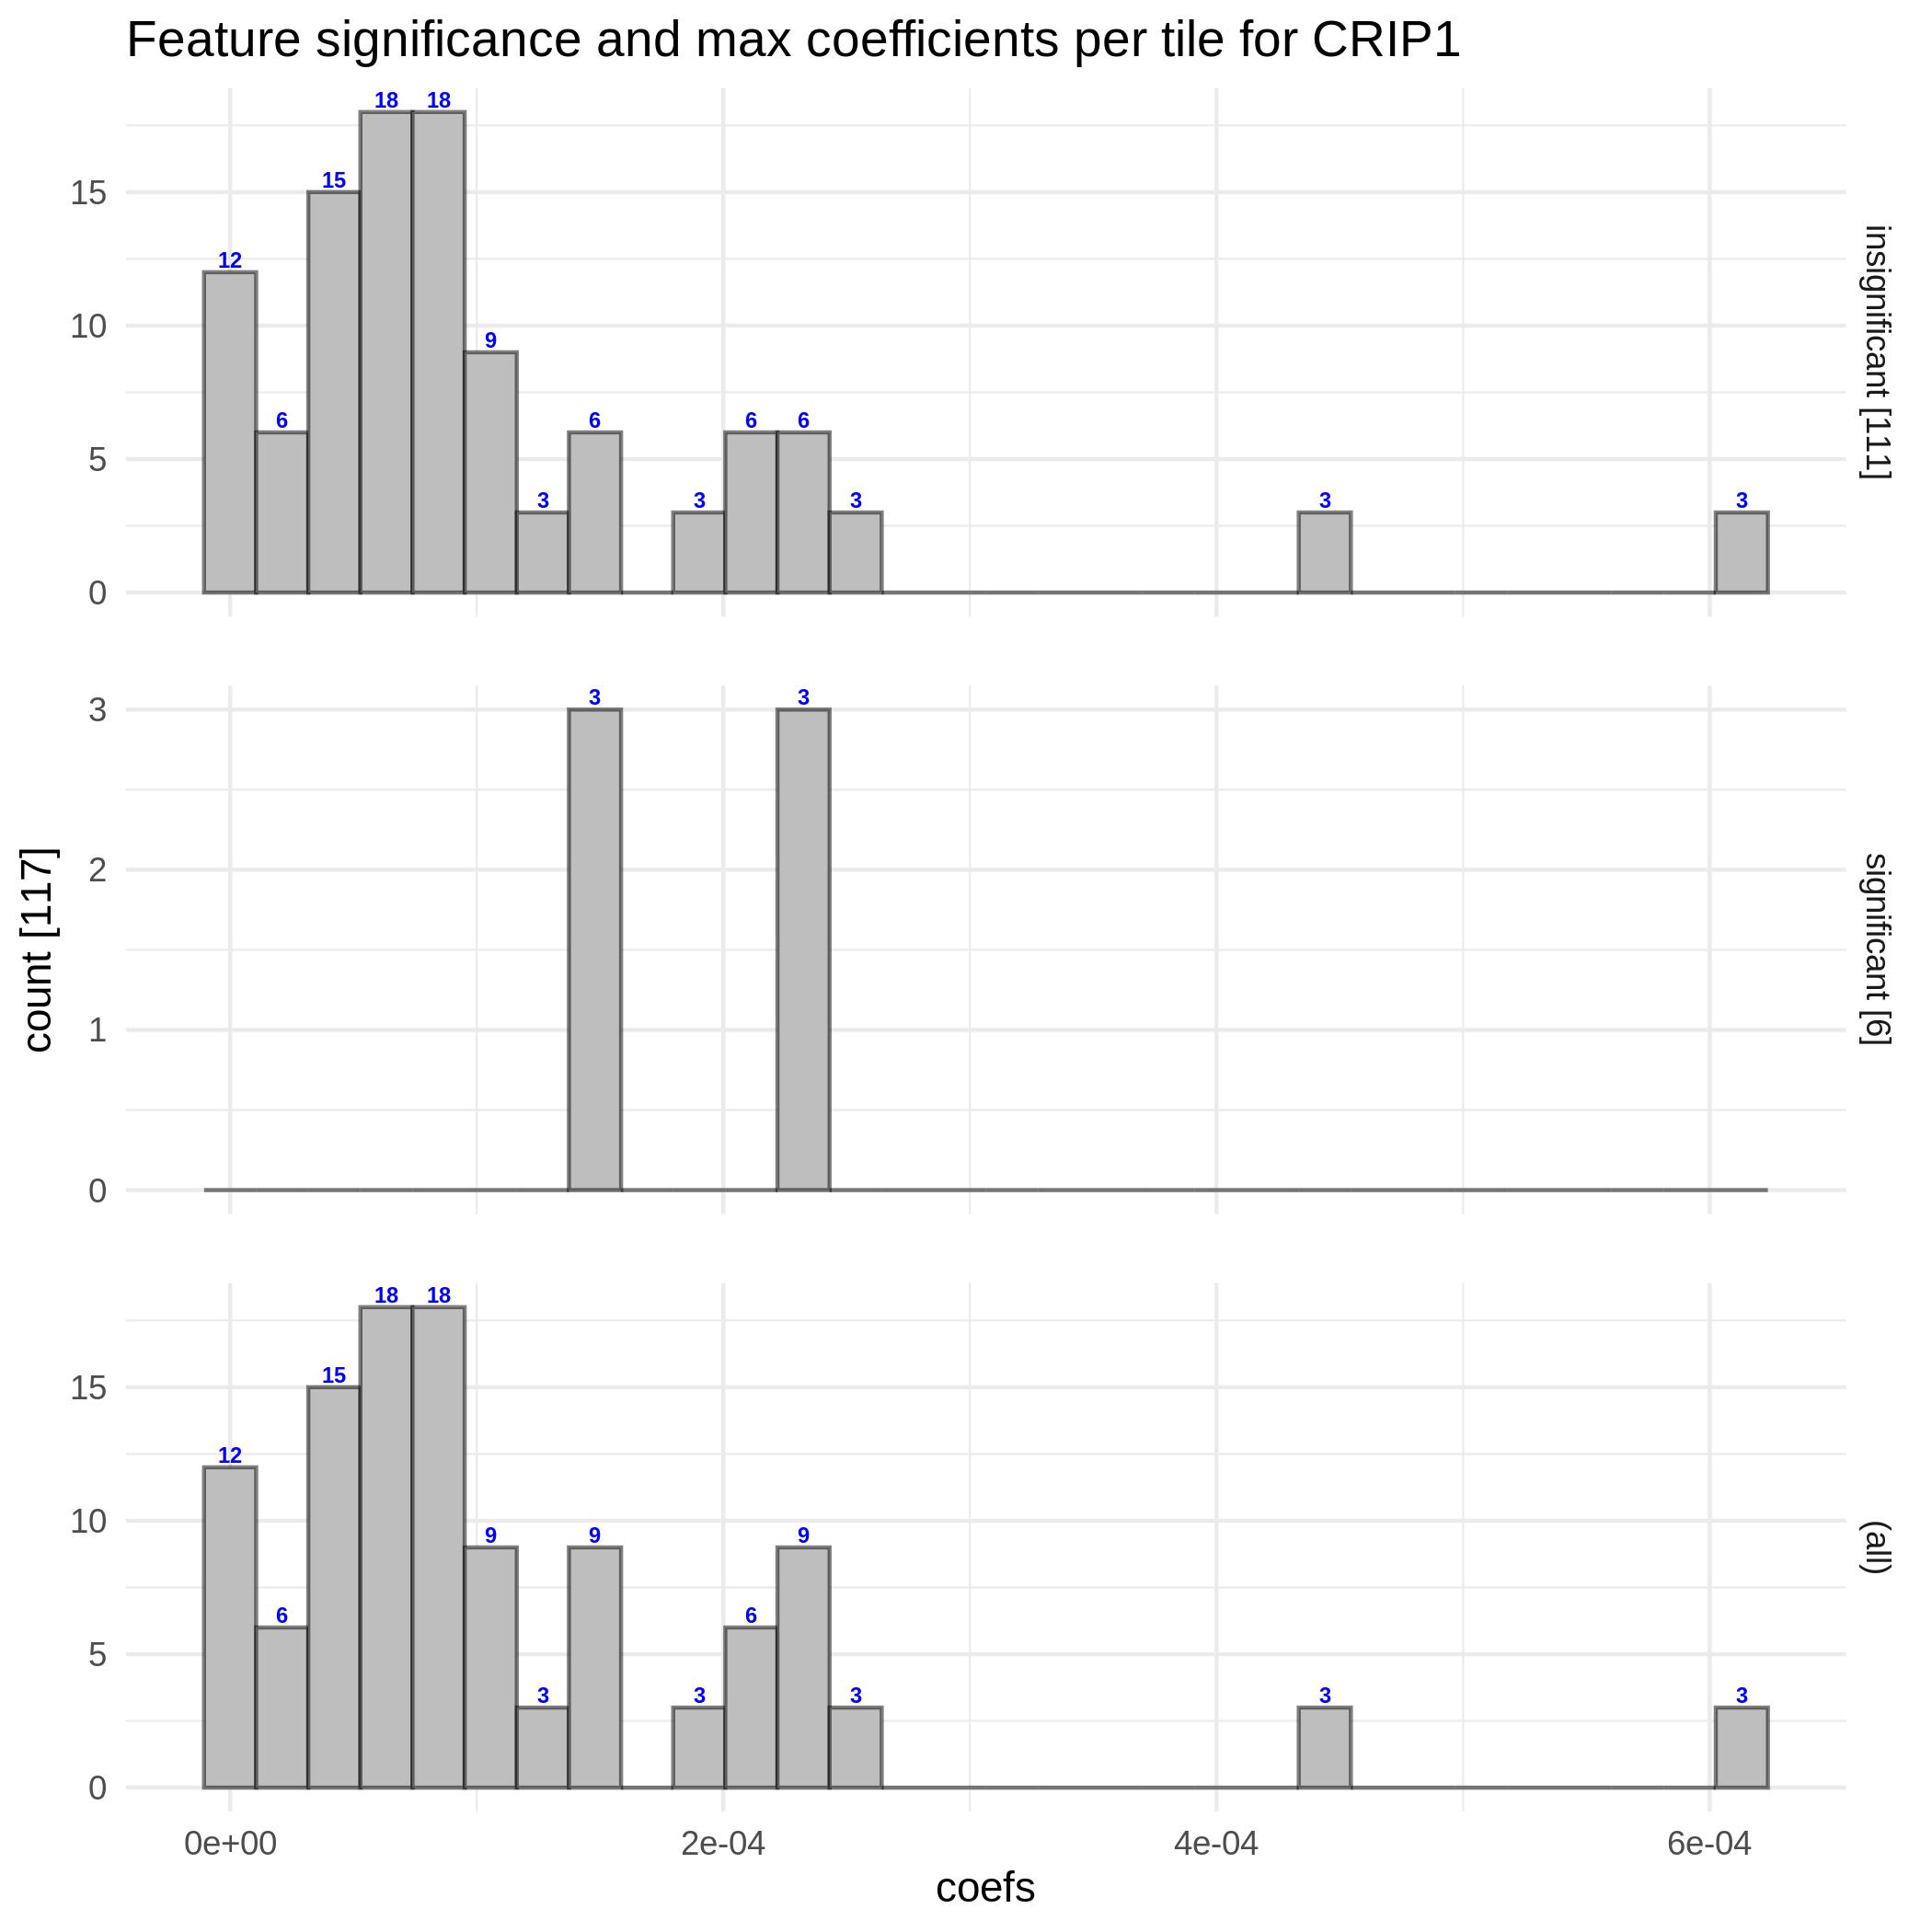 Feature significance and max coefficients per tile for CRIP1
18 18
15
12
9
6 6 6 6
3 3 3 3 3
15
10
5
0
insignificant [111]
3 3
3
2
1
0
significant [6]
count [117]
18 18
15
12
9 9 9
6 6
3 3 3 3 3
15
10
5
0
(all)
0e+00 2e-04 4e-04 6e-04
coefs